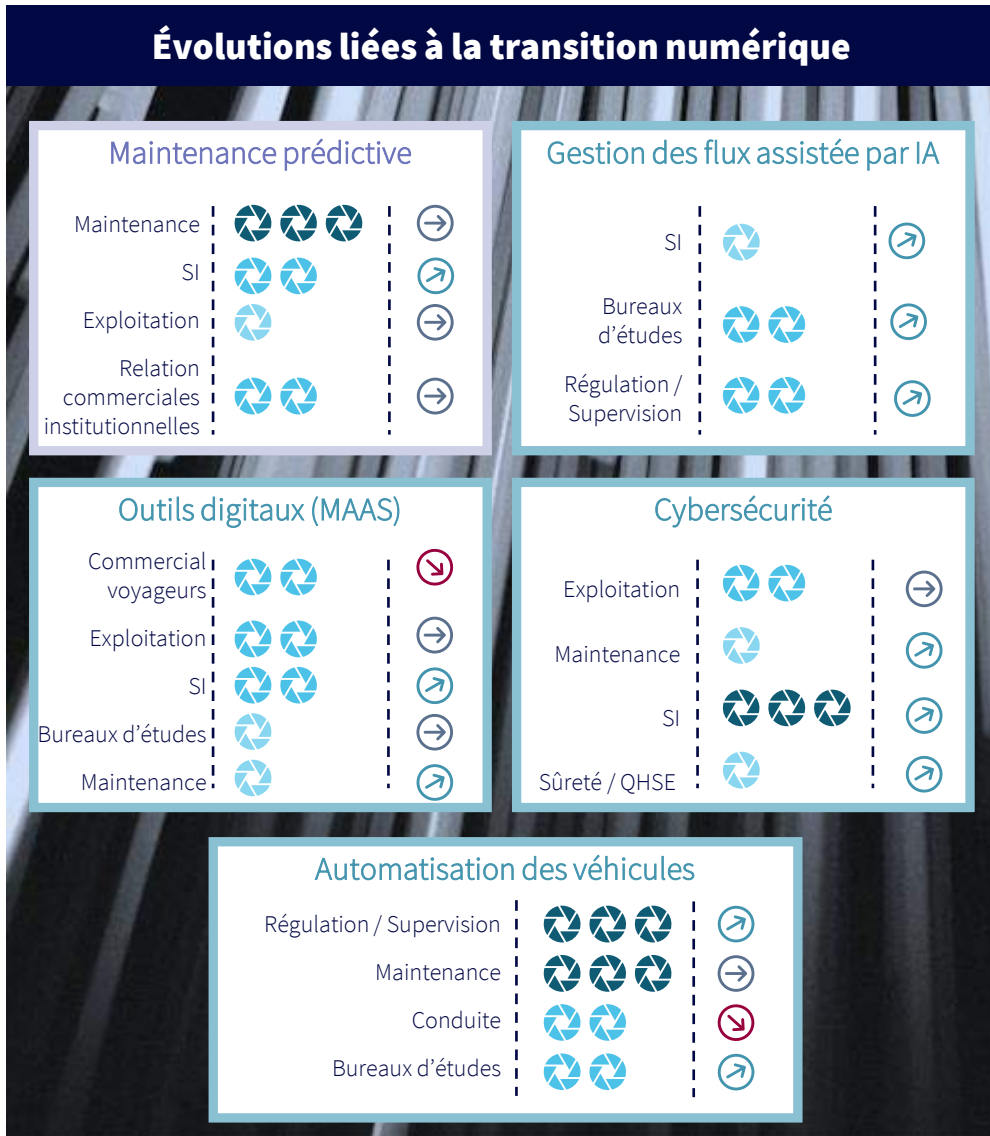 Évolutions liées à la transition numérique
Maintenance prédictive
Maintenance
SI
Exploitation
Relation
commerciales
institutionnelles
Gestion des flux assistée par IA
SI
Bureaux
d’études
Régulation /
Supervision
Outils digitaux (MAAS)
Commercial
voyageurs
Exploitation
SI
Bureaux d’études
Maintenance
Cybersécurité
Exploitation
Maintenance
SI
Sûreté / QHSE
Automatisation des véhicules
Régulation / Supervision
Maintenance
Conduite
Bureaux d’études